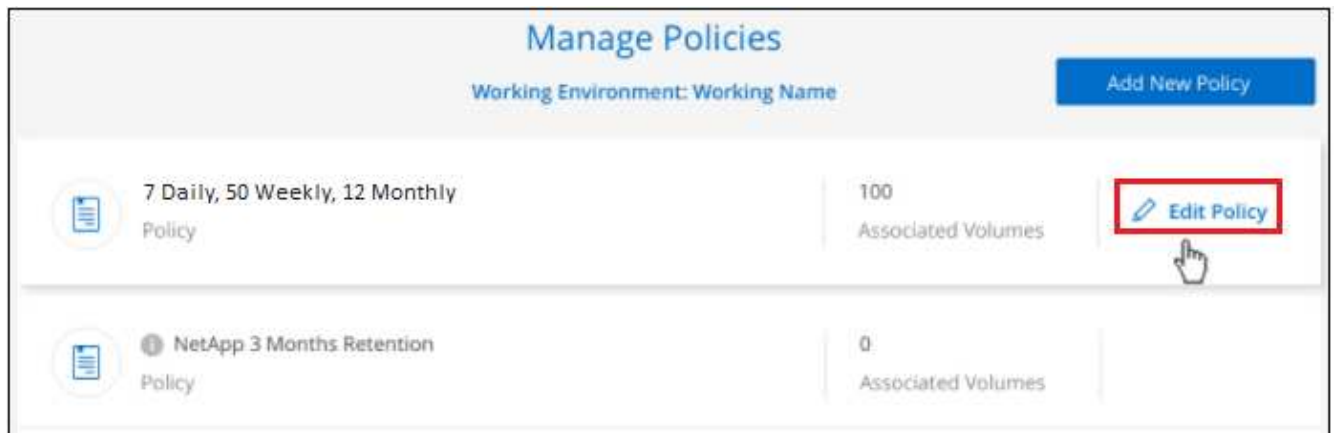 Manage Policies
Working Environment: Working Name
Add New Policy
7 Daily, 50 Weekly, 12 Monthly
Policy
100
Associated Volumes
Edit Policy
NetApp 3 Months Retention
Policy
0
Associated Volumes